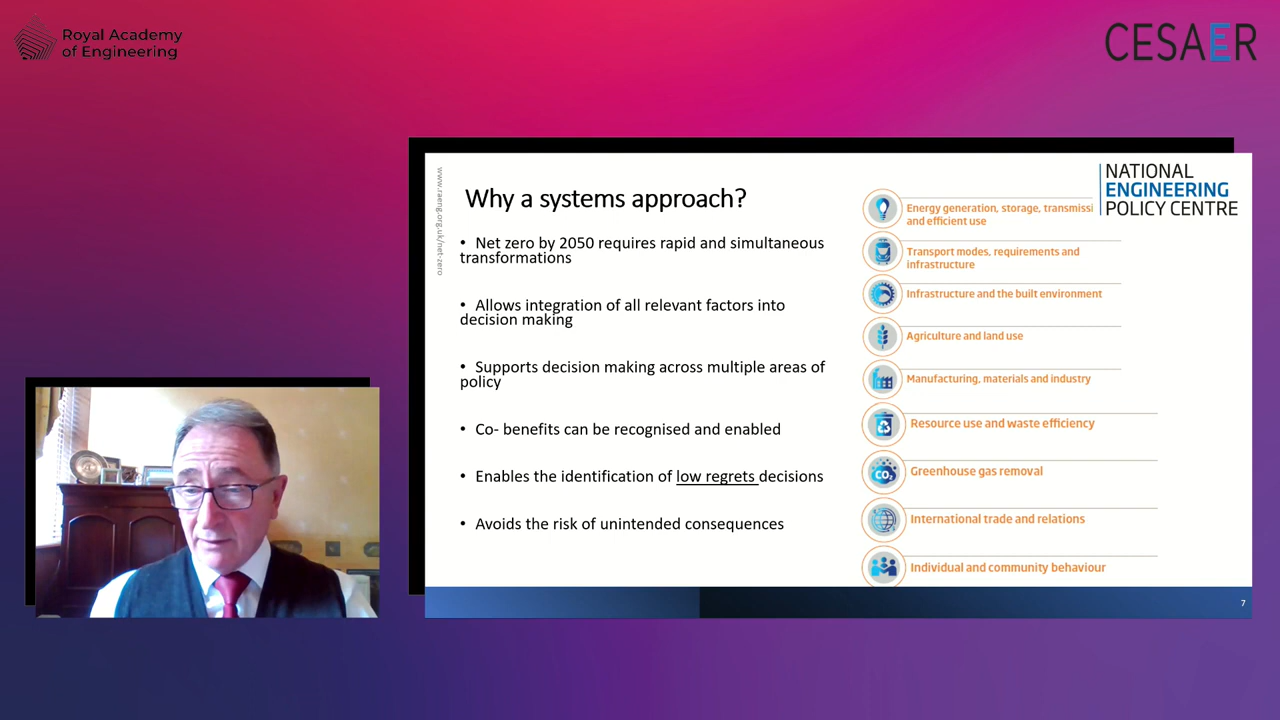 Royal Academy
of Engineering
CESAER
www.raeng.org.uk/net-zero
Why a systems approach?
• Net zero by 2050 requires rapid and simultaneous
transformations
• Allows integration of all relevant factors into
decision making
• Supports decision making across multiple areas of
policy
• Co- benefits can be recognised and enabled
• Enables the identification of low regrets decisions
• Avoids the risk of unintended consequences
NATIONAL
ENGINEERING
POLICY CENTRE
Energy generation, storage, transmissi
and efficient use
Transport modes, requirements and
infrastructure
Infrastructure and the built environment
Agriculture and land use
Manufacturing, materials and industry
Resource use and waste efficiency
CO₂
Greenhouse gas removal
International trade and relations
Individual and community behaviour
7